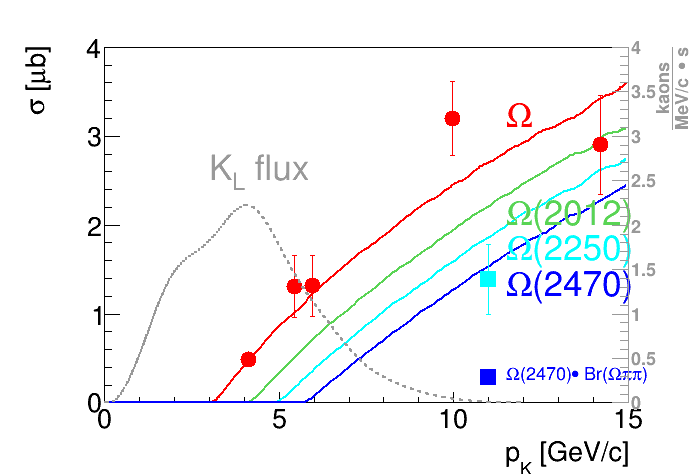 σ [μb]
4
3
2
1
0
0
5
10
15
p_K [GeV/c]
K_L flux
Ω
Ω(2012)
Ω(2250)
Ω(2470)
Ω(2470)• Br(Ωππ)
4
3.5
3
2.5
2
1.5
1
0.5
0
kaons
MeV/c • s